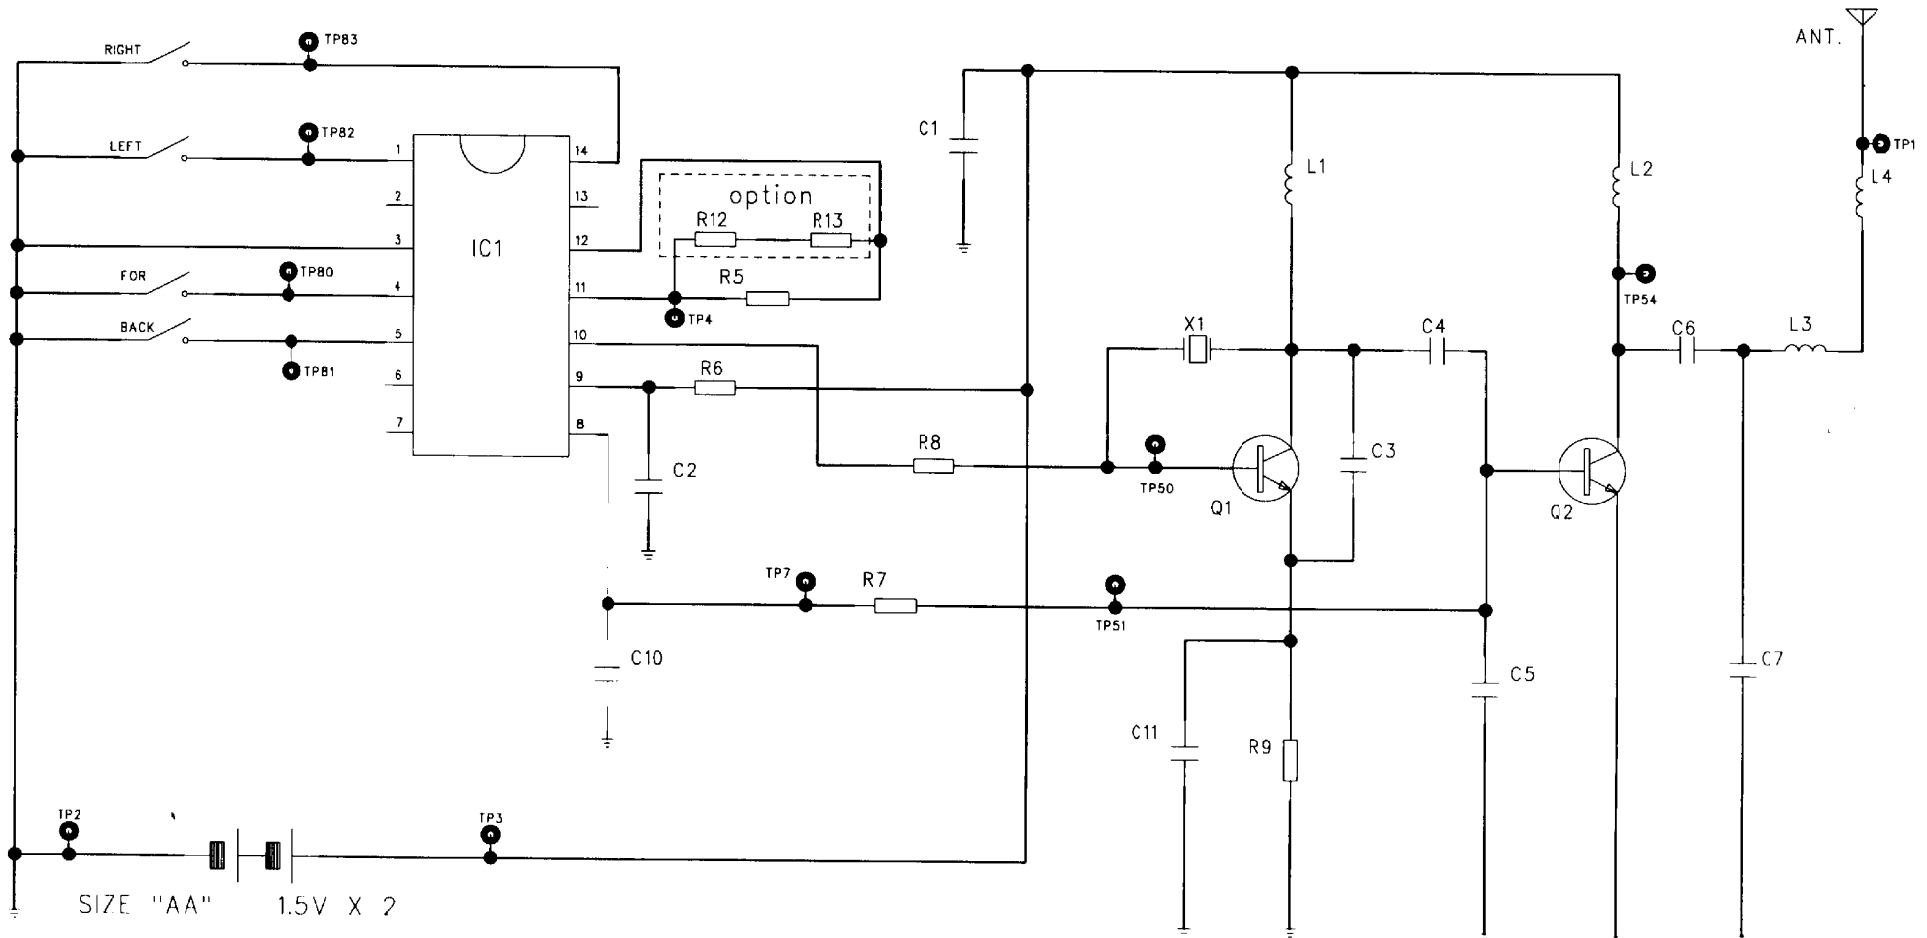 RIGHT
TP83
ANT.
LEFT
TP82
C1
TP1
1
14
L1
L2
L4
2
13
option
R12
R13
3
12
IC1
FOR
TP80
R5
4
11
TP4
TP54
BACK
5
10
X1
C4
C6
L3
TP81
6
9
R6
7
8
R8
C2
TP50
C3
Q1
Q2
TP7
R7
TP51
C10
C5
C7
C11
R9
TP2
TP3
SIZE "AA"
1.5V X 2